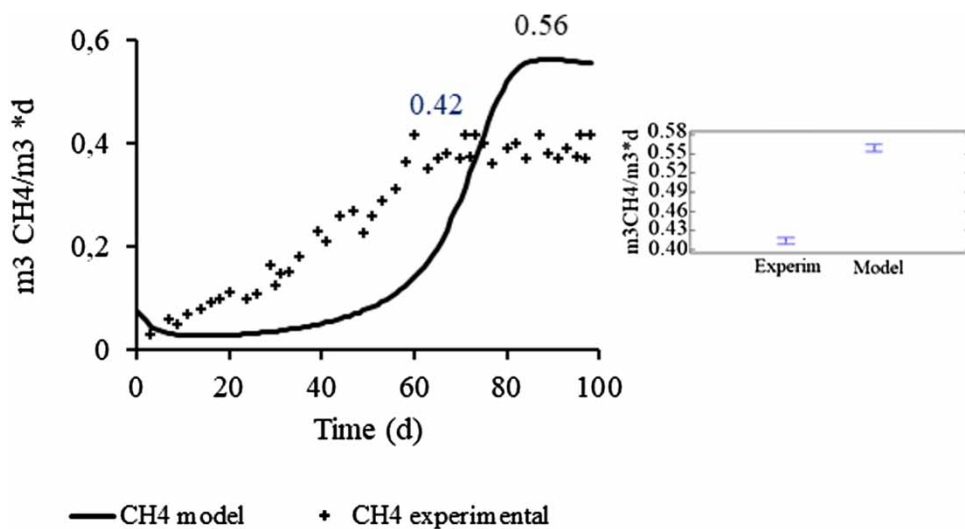 0.56
0,6
0.42
0,4
0,2
0
m3 CH4/m3 *d
0 20 40 60 80 100
Time (d)
0.58
0.55
0.52
0.49
0.46
0.43
0.40
m3CH4/m3*d
Experim Model
CH4 model CH4 experimental